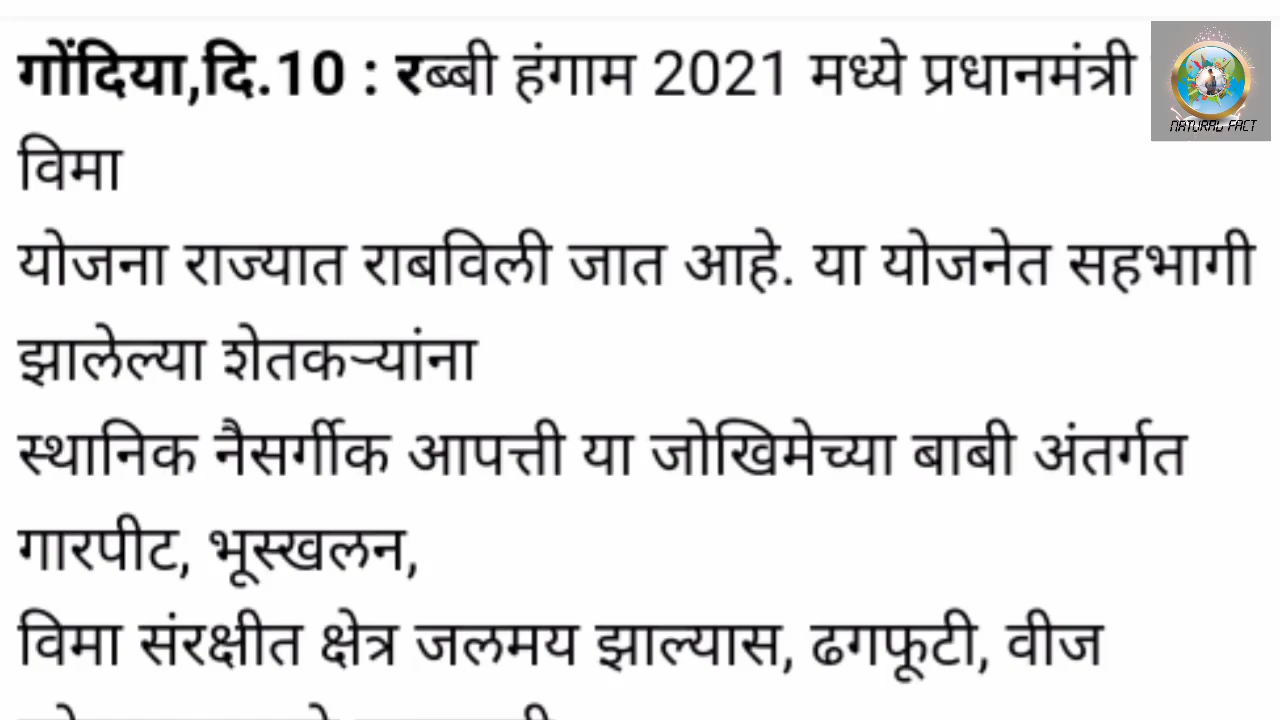 गोंदिया,दि.10 : रब्बी हंगाम 2021 मध्ये प्रधानमंत्री
विमा
योजना राज्यात राबविली जात आहे. या योजनेत सहभागी
झालेल्या शेतकऱ्यांना
स्थानिक नैसर्गीक आपत्ती या जोखिमेच्या बाबी अंतर्गत
गारपीट, भूस्खलन,
विमा संरक्षीत क्षेत्र जलमय झाल्यास, ढगफूटी, वीज
NATURAL FACT